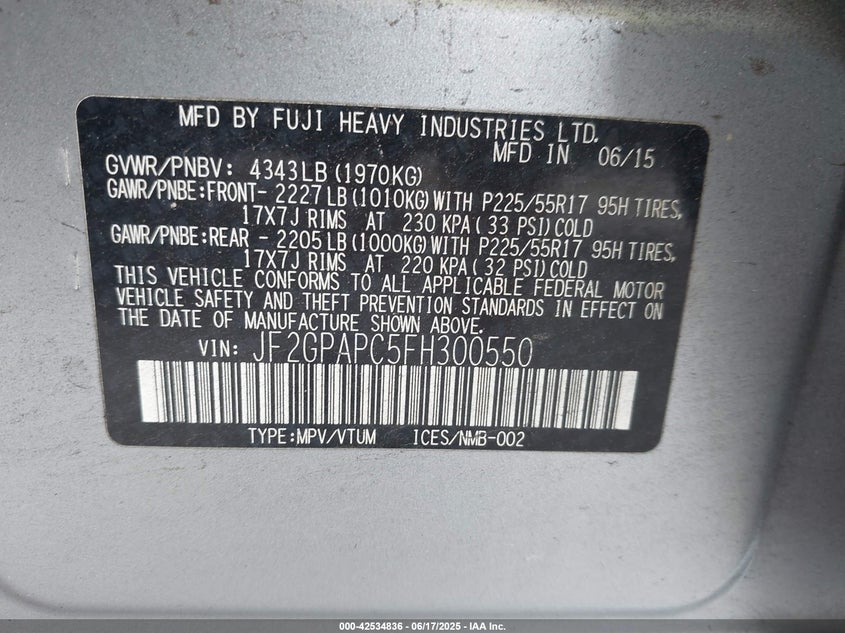 MFD BY FUJI HEAVY INDUSTRIES LTD.
MFD IN 06/15
GVWR/PNBV: 4343LB (1970KG)
GAWR/PNBE:FRONT- 2227LB (1010KG) WITH P225/55R17 95H TIRES,
17X7J RIMS AT 230 KPA( 33 PSI) COLD
GAWR/PNBE:REAR - 2205LB (1000KG) WITH P225/55R17 95H TIRES,
17X7J RIMS AT 220 KPA( 32 PSI) COLD
THIS VEHICLE CONFORMS TO ALL APPLICABLE FEDERAL MOTOR
VEHICLE SAFETY AND THEFT PREVENTION STANDARDS IN EFFECT ON
THE DATE OF MANUFACTURE SHOWN ABOVE.
VIN: JF2GPAPC5FH300550
TYPE:MPV/VTUM ICES/NMB-002
000-42534836 - 06/17/2025 - IAA Inc.